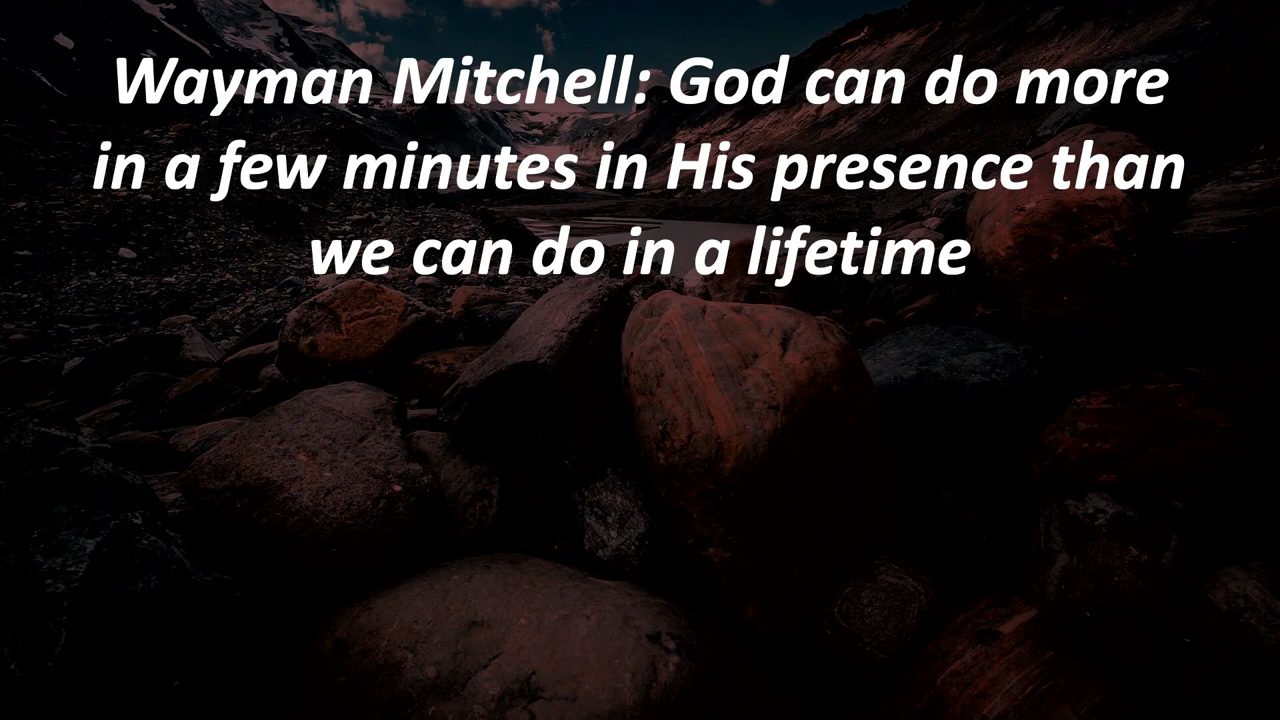 Wayman Mitchell: God can do more
in a few minutes in His presence than
we can do in a lifetime